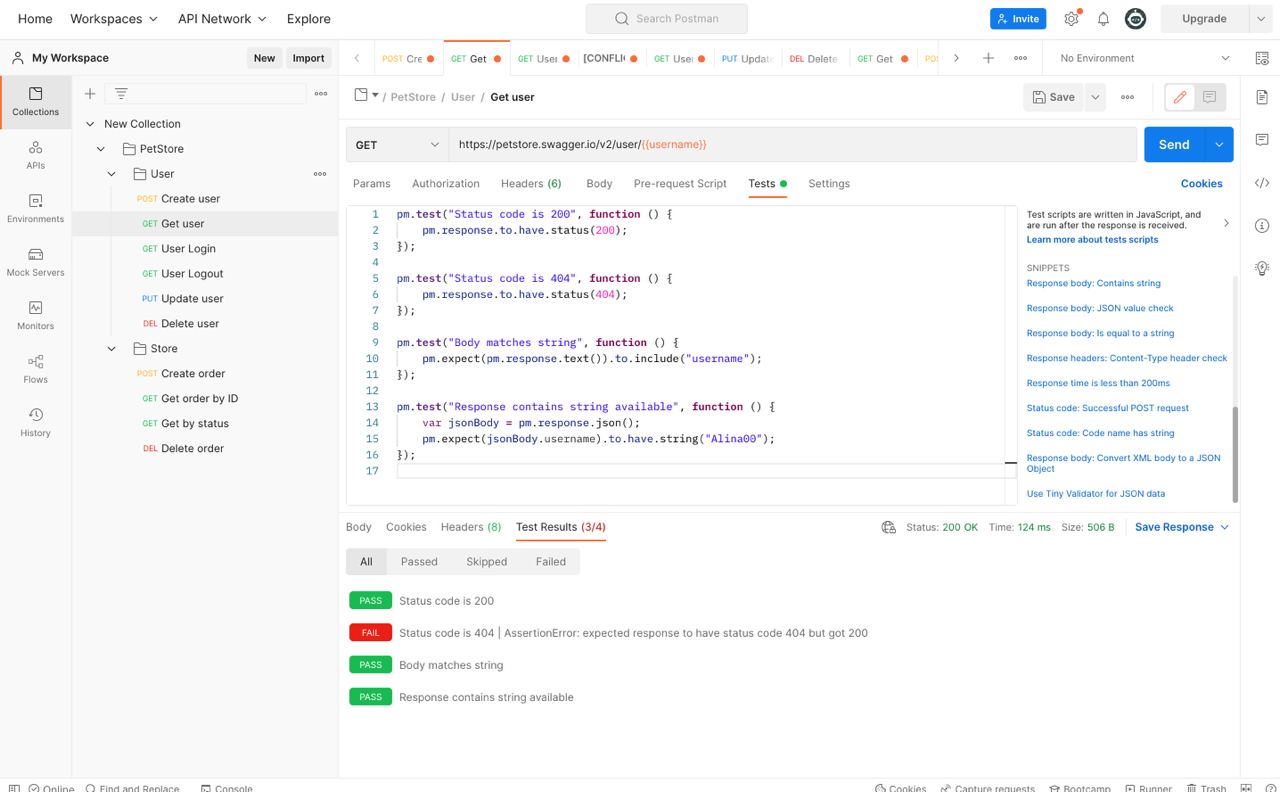 Home Workspaces API Network Explore
Search Postman
Invite
Upgrade
My Workspace New Import
POST Cre GET Get GET User [CONFLI GET User PUT Updat DEL Delete GET Get
No Environment
Collections
APIs
Environments
Mock Servers
Monitors
Flows
History
New Collection
PetStore
User
POST Create user
GET Get user
GET User Login
GET User Logout
PUT Update user
DEL Delete user
Store
POST Create order
GET Get order by ID
GET Get by status
DEL Delete order
/ PetStore / User / Get user
Save
GET https://petstore.swagger.io/v2/user/{{username}}
Send
Params Authorization Headers (6) Body Pre-request Script Tests Settings
Cookies
1 pm.test("Status code is 200", function () {
2 pm.response.to.have.status(200);
3 });
4
5 pm.test("Status code is 404", function () {
6 pm.response.to.have.status(404);
7 });
8
9 pm.test("Body matches string", function () {
10 pm.expect(pm.response.text()).to.include("username");
11 });
12
13 pm.test("Response contains string available", function () {
14 var jsonBody = pm.response.json();
15 pm.expect(jsonBody.username).to.have.string("Alina00");
16 });
17
Test scripts are written in JavaScript, and
are run after the response is received.
Learn more about tests scripts
SNIPPETS
Response body: Contains string
Response body: JSON value check
Response body: Is equal to a string
Response headers: Content-Type header check
Response time is less than 200ms
Status code: Successful POST request
Status code: Code name has string
Response body: Convert XML body to a JSON
Object
Use Tiny Validator for JSON data
Body Cookies Headers (8) Test Results (3/4)
Status: 200 OK Time: 124 ms Size: 506 B Save Response
All Passed Skipped Failed
PASS Status code is 200
FAIL Status code is 404 | AssertionError: expected response to have status code 404 but got 200
PASS Body matches string
PASS Response contains string available
Online Find and Replace Console
Cookies Capture requests Bootcamp Runner Trash